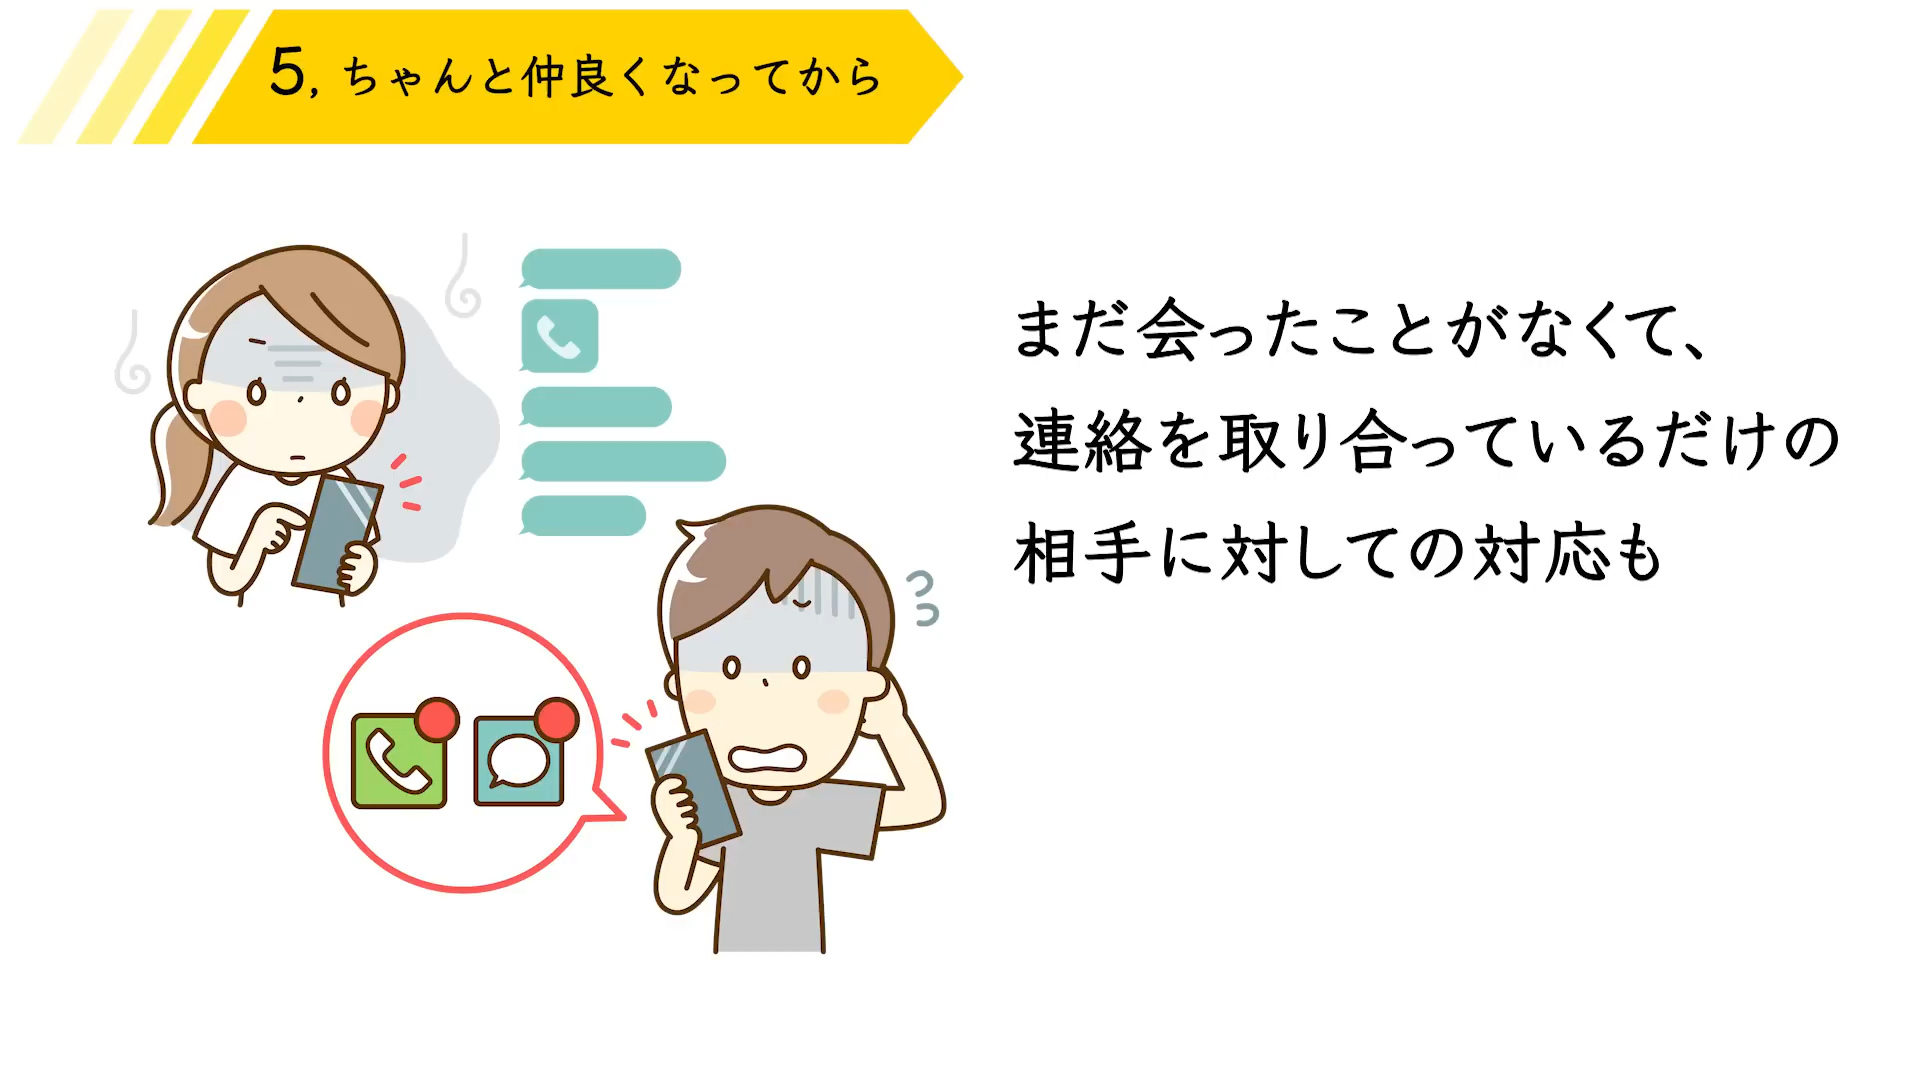 5, ちゃんと仲良くなってから
まだ会ったことがなくて、
連絡を取り合っているだけの
相手に対しての対応も